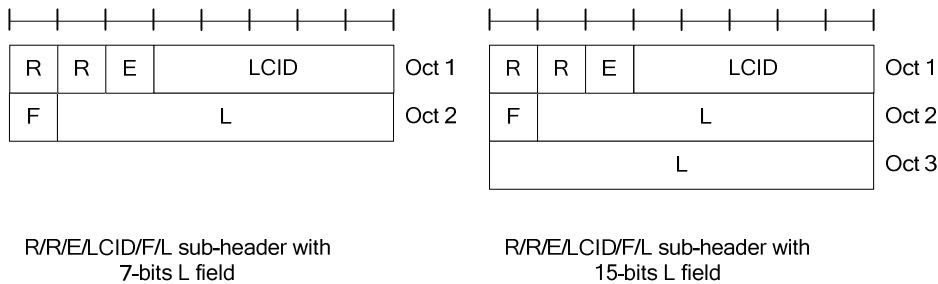 R R E LCID Oct 1
F L Oct 2
R/R/E/LCID/F/L sub-header with
7-bits L field
R R E LCID Oct 1
F L Oct 2
L Oct 3
R/R/E/LCID/F/L sub-header with
15-bits L field